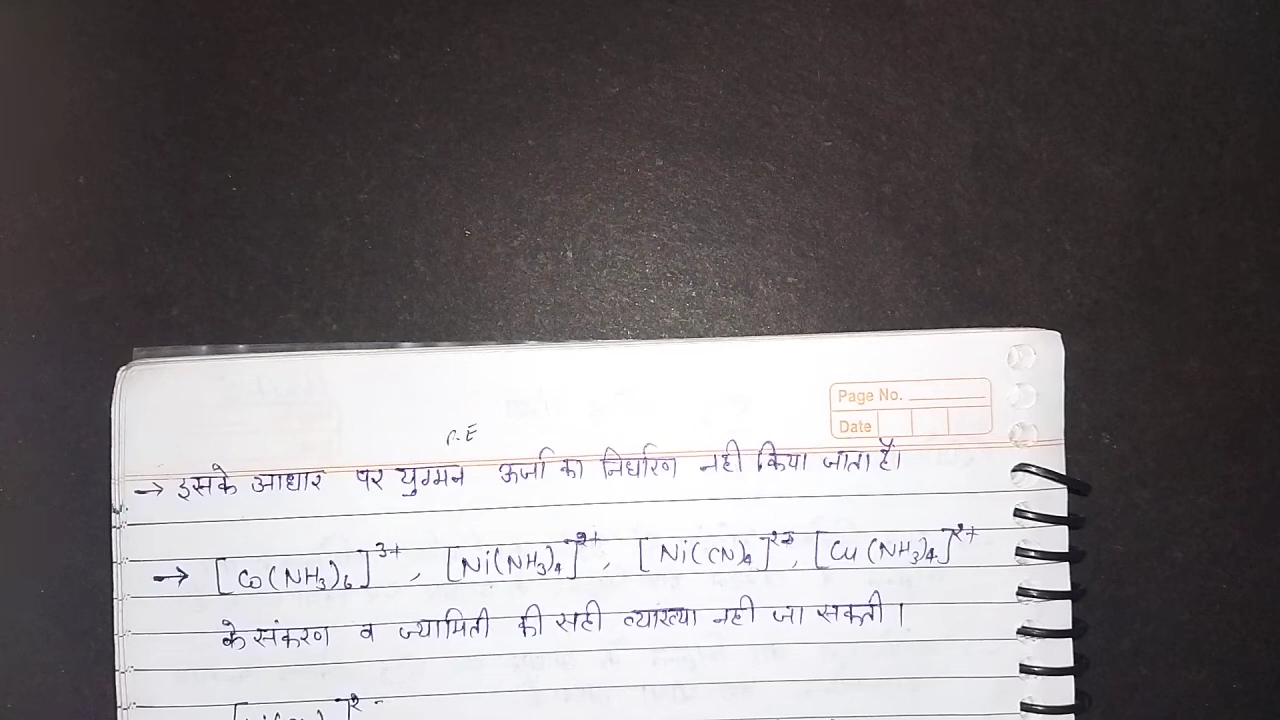 Page No.
Date
P.E
→ इसके आधार पर युग्मन ऊर्जा का निर्धारण नही किया जाता है।
→ [Co(NH₃)₆]³⁺, [Ni(NH₃)₄]²⁺, [Ni(CN)₄]²⁻, [Cu(NH₃)₄]²⁺
के संकरण व ज्यामिती की सही व्याख्या नही जा सकती।